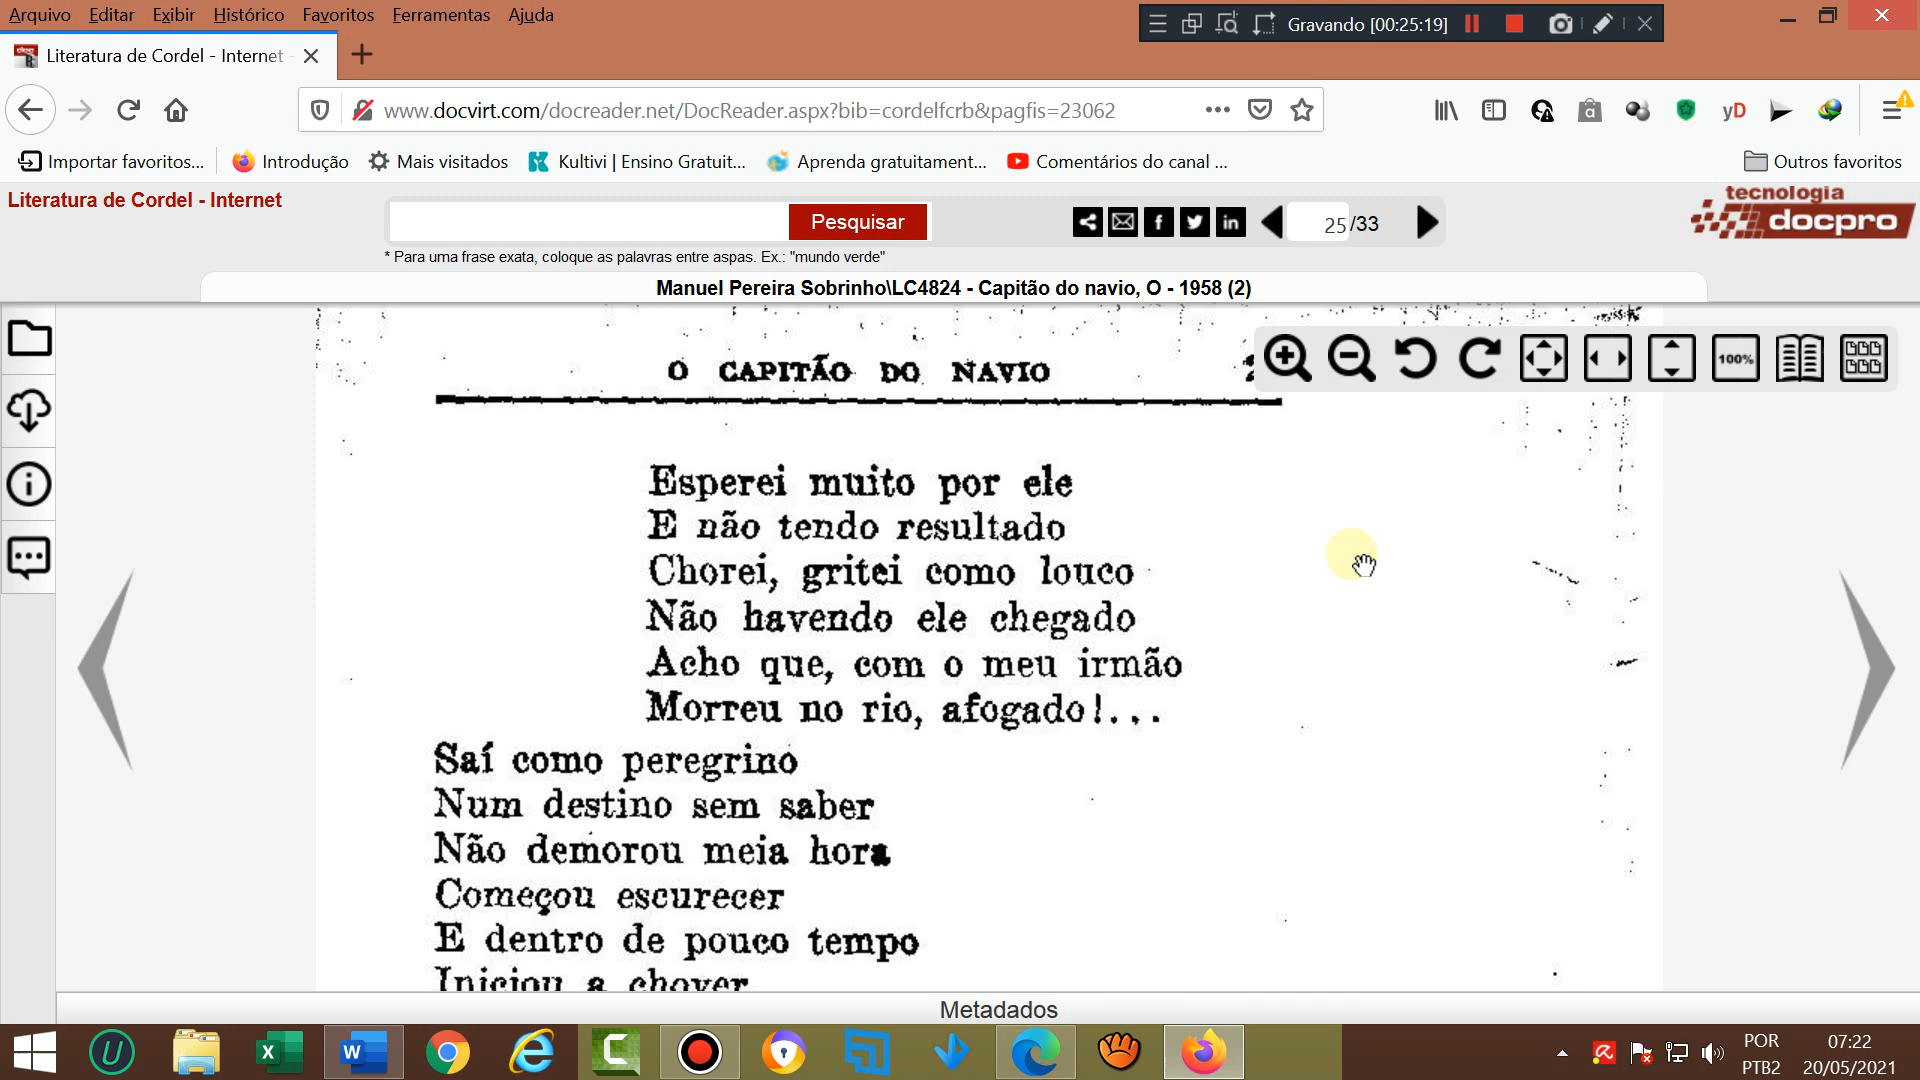 Arquivo Editar Exibir Histórico Favoritos Ferramentas Ajuda
Gravando [00:25:19]
Literatura de Cordel - Internet -
www.docvirt.com/docreader.net/DocReader.aspx?bib=cordelfcrb&pagfis=23062
yD
Importar favoritos... Introdução Mais visitados Kultivi | Ensino Gratuit... Aprenda gratuitament... Comentários do canal ... Outros favoritos
Literatura de Cordel - Internet
Pesquisar
25/33
tecnologia
docpro
* Para uma frase exata, coloque as palavras entre aspas. Ex.: "mundo verde"
Manuel Pereira Sobrinho\LC4824 - Capitão do navio, O - 1958 (2)
O CAPITÃO DO NAVIO
100%
Esperei muito por ele
E não tendo resultado
Chorei, gritei como louco
Não havendo ele chegado
Acho que, com o meu irmão
Morreu no rio, afogado!...
Saí como peregrino
Num destino sem saber
Não demorou meia hora
Começou escurecer
E dentro de pouco tempo
Iniciou a chover
Metadados
POR
PTB2
07:22
20/05/2021